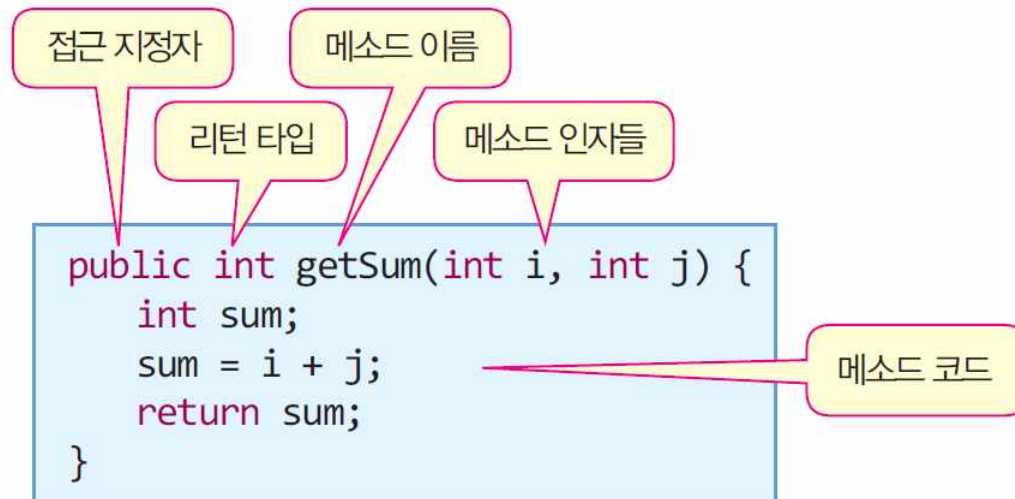 접근 지정자
메소드 이름
리턴 타입
메소드 인자들
public int getSum(int i, int j) {
int sum;
sum = i + j;
return sum;
}
메소드 코드